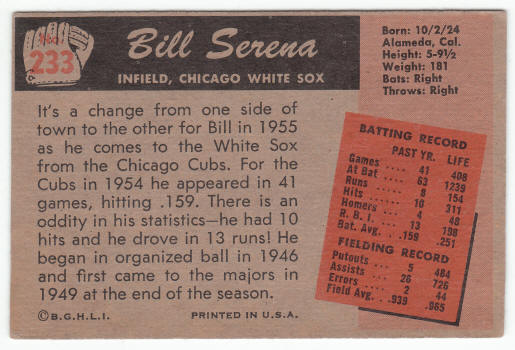 NO.
233
Bill Serena
INFIELD, CHICAGO WHITE SOX
Born: 10/2/24
Alameda, Cal.
Height: 5-9½
Weight: 181
Bats: Right
Throws: Right
It's a change from one side of
town to the other for Bill in 1955
as he comes to the White Sox
from the Chicago Cubs. For the
Cubs in 1954 he appeared in 41
games, hitting .159. There is an
oddity in his statistics—he had 10
hits and he drove in 13 runs! He
began in organized ball in 1946
and first came to the majors in
1949 at the end of the season.
BATTING RECORD
PAST YR. LIFE
Games .... 41 408
At Bat .... 63 1239
Runs .... 8 154
Hits .... 10 311
Homers .... 4 48
R. B. I. .... 13 198
Bat. Avg. .. .159 .251
FIELDING RECORD
Putouts ... 5 484
Assists ... 26 726
Errors .... 2 44
Field Avg. .. .939 .965
©B.G.H.L.I. PRINTED IN U.S.A.